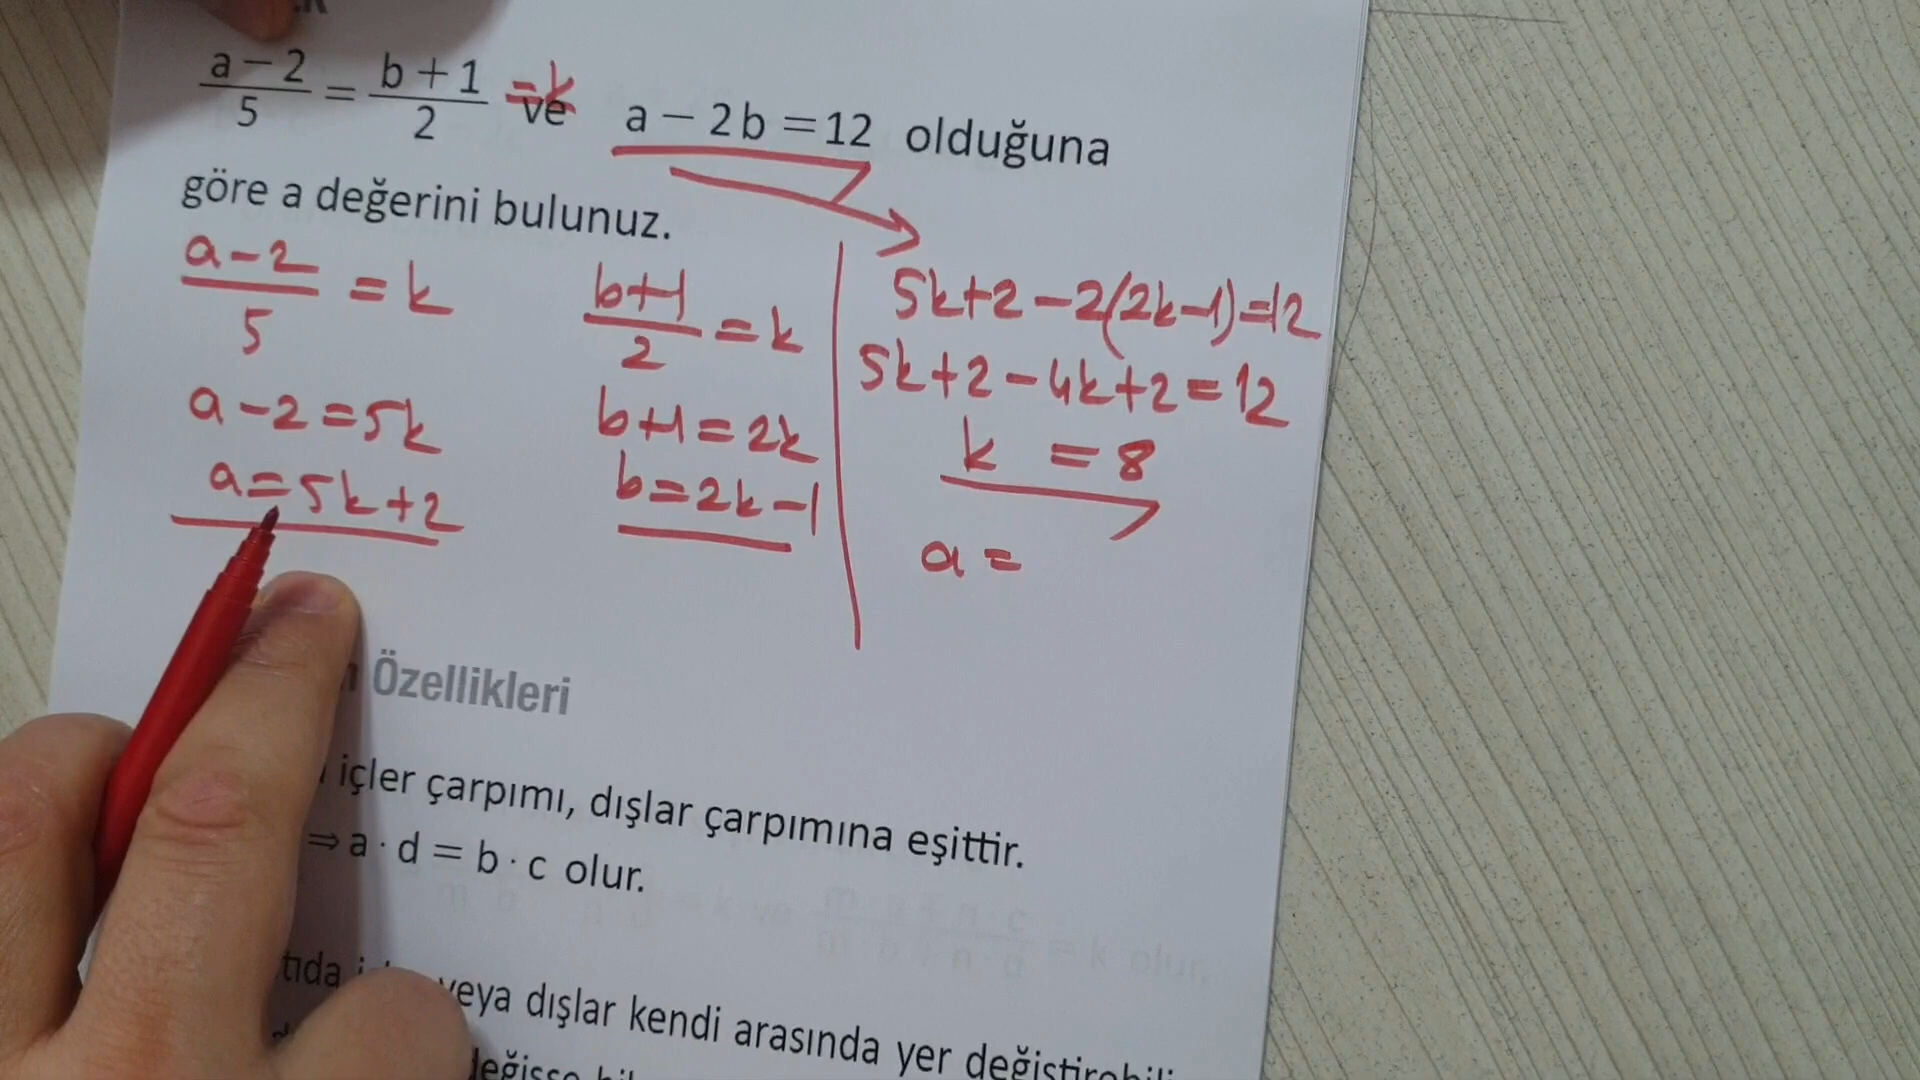 a − 2 / 5 = b + 1 / 2 = k ve a − 2b = 12 olduğuna
göre a değerini bulunuz.
a − 2 / 5 = k
a − 2 = 5k
a = 5k + 2
b + 1 / 2 = k
b + 1 = 2k
b = 2k − 1
5k + 2 − 2(2k − 1) = 12
5k + 2 − 4k + 2 = 12
k = 8
a =
Özellikleri
içler çarpımı, dışlar çarpımına eşittir.
⇒ a · d = b · c olur.
veya dışlar kendi arasında yer